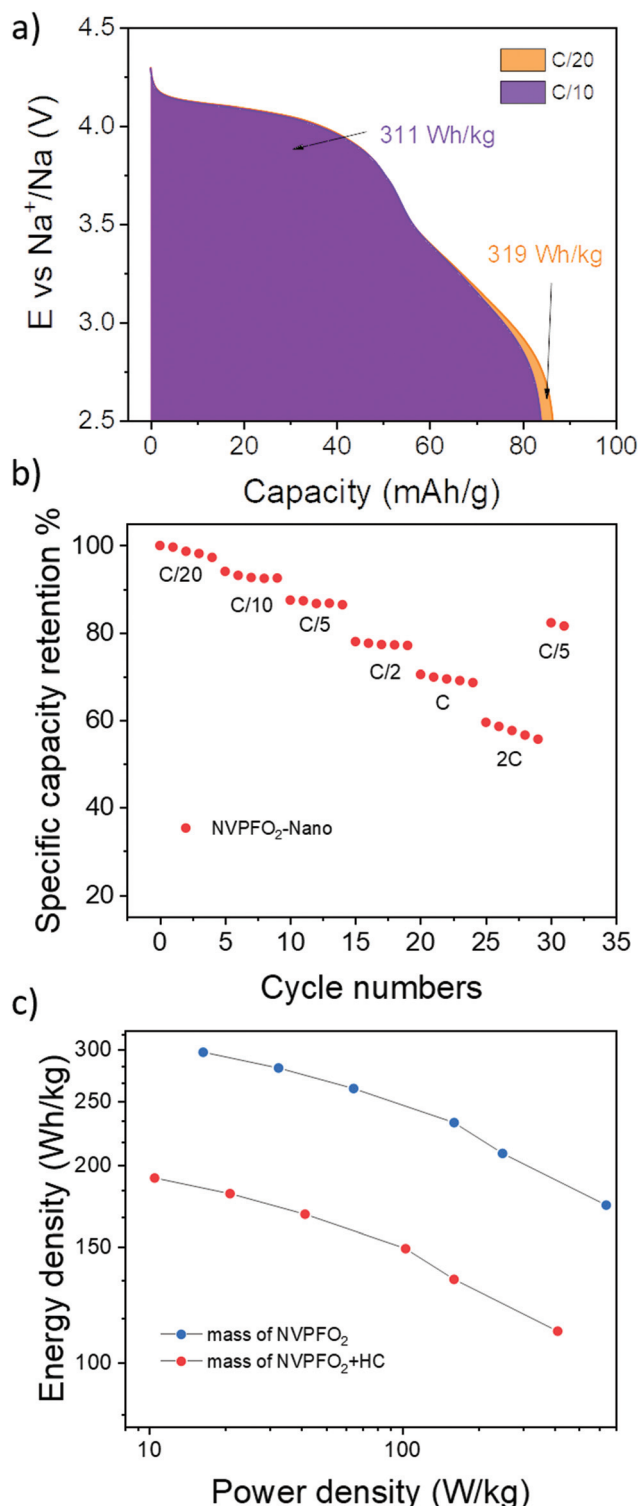 a)
4.5
4.0
3.5
3.0
2.5
E vs Na⁺/Na (V)
C/20
C/10
311 Wh/kg
319 Wh/kg
0
20
40
60
80
100
Capacity (mAh/g)
b)
100
80
60
40
20
Specific capacity retention %
C/20
C/10
C/5
C/2
C
2C
C/5
NVPFO₂-Nano
0
5
10
15
20
25
30
35
Cycle numbers
c)
300
250
200
150
100
Energy density (Wh/kg)
mass of NVPFO₂
mass of NVPFO₂+HC
10
100
Power density (W/kg)